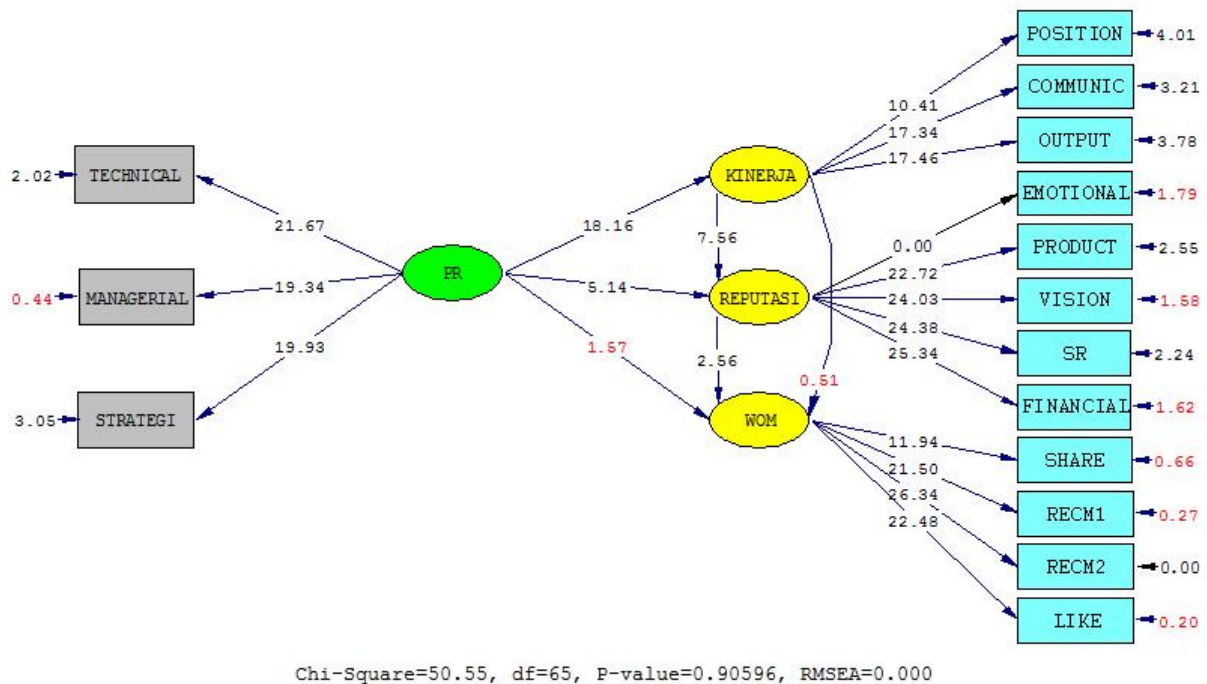 POSITION 4.01
COMMUNIC 3.21
10.41
17.34
OUTPUT 3.78
17.46
2.02 TECHNICAL
KINERJA
EMOTIONAL 1.79
21.67
18.16
7.56
0.00
PRODUCT 2.55
22.72
PR
0.44 MANAGERIAL
19.34
5.14
REPUTASI
24.03
VISION 1.58
24.38
19.93
1.57
2.56
25.34
SR 2.24
0.51
FINANCIAL 1.62
3.05 STRATEGI
WOM
11.94
SHARE 0.66
21.50
26.34
RECM1 0.27
22.48
RECM2 0.00
LIKE 0.20
Chi-Square=50.55, df=65, P-value=0.90596, RMSEA=0.000